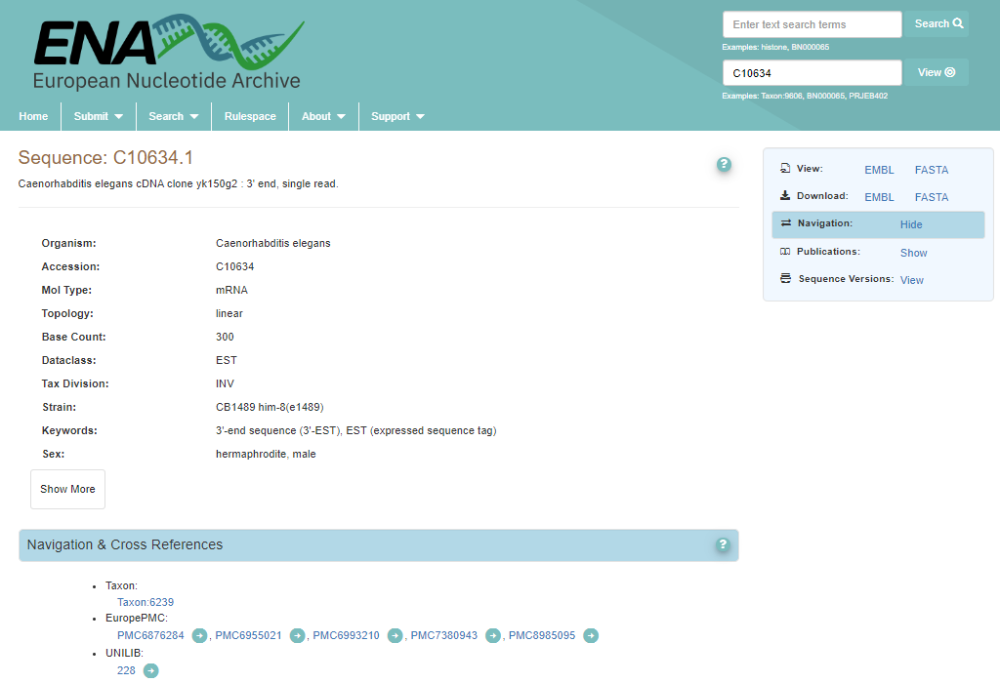 ENA
European Nucleotide Archive
Enter text search terms Search
Examples: histone, BN000065
C10634 View
Examples: Taxon:9606, BN000065, PRJEB402
Home Submit Search Rulespace About Support
Sequence: C10634.1
?
Caenorhabditis elegans cDNA clone yk150g2 : 3' end, single read.
View: EMBL FASTA
Download: EMBL FASTA
Navigation: Hide
Publications: Show
Sequence Versions: View
Organism: Caenorhabditis elegans
Accession: C10634
Mol Type: mRNA
Topology: linear
Base Count: 300
Dataclass: EST
Tax Division: INV
Strain: CB1489 him-8(e1489)
Keywords: 3'-end sequence (3'-EST), EST (expressed sequence tag)
Sex: hermaphrodite, male
Show More
Navigation & Cross References ?
• Taxon:
Taxon:6239
• EuropePMC:
PMC6876284 , PMC6955021 , PMC6993210 , PMC7380943 , PMC8985095
• UNILIB:
228